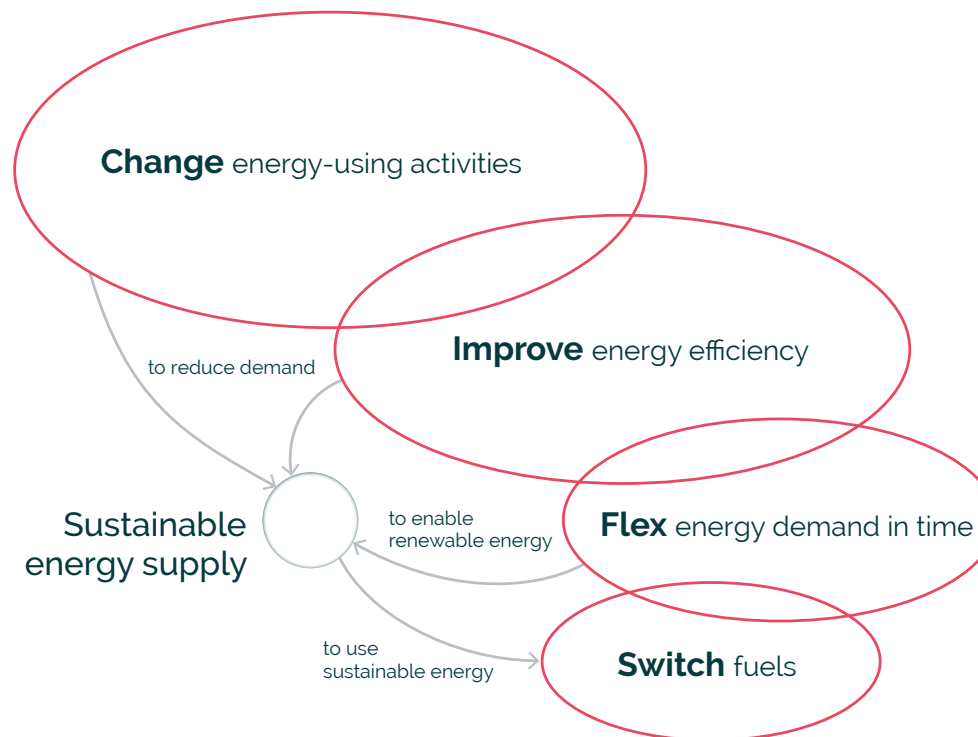 Change energy-using activities
Improve energy efficiency
to reduce demand
Sustainable
energy supply
to enable
renewable energy
Flex energy demand in time
to use
sustainable energy
Switch fuels